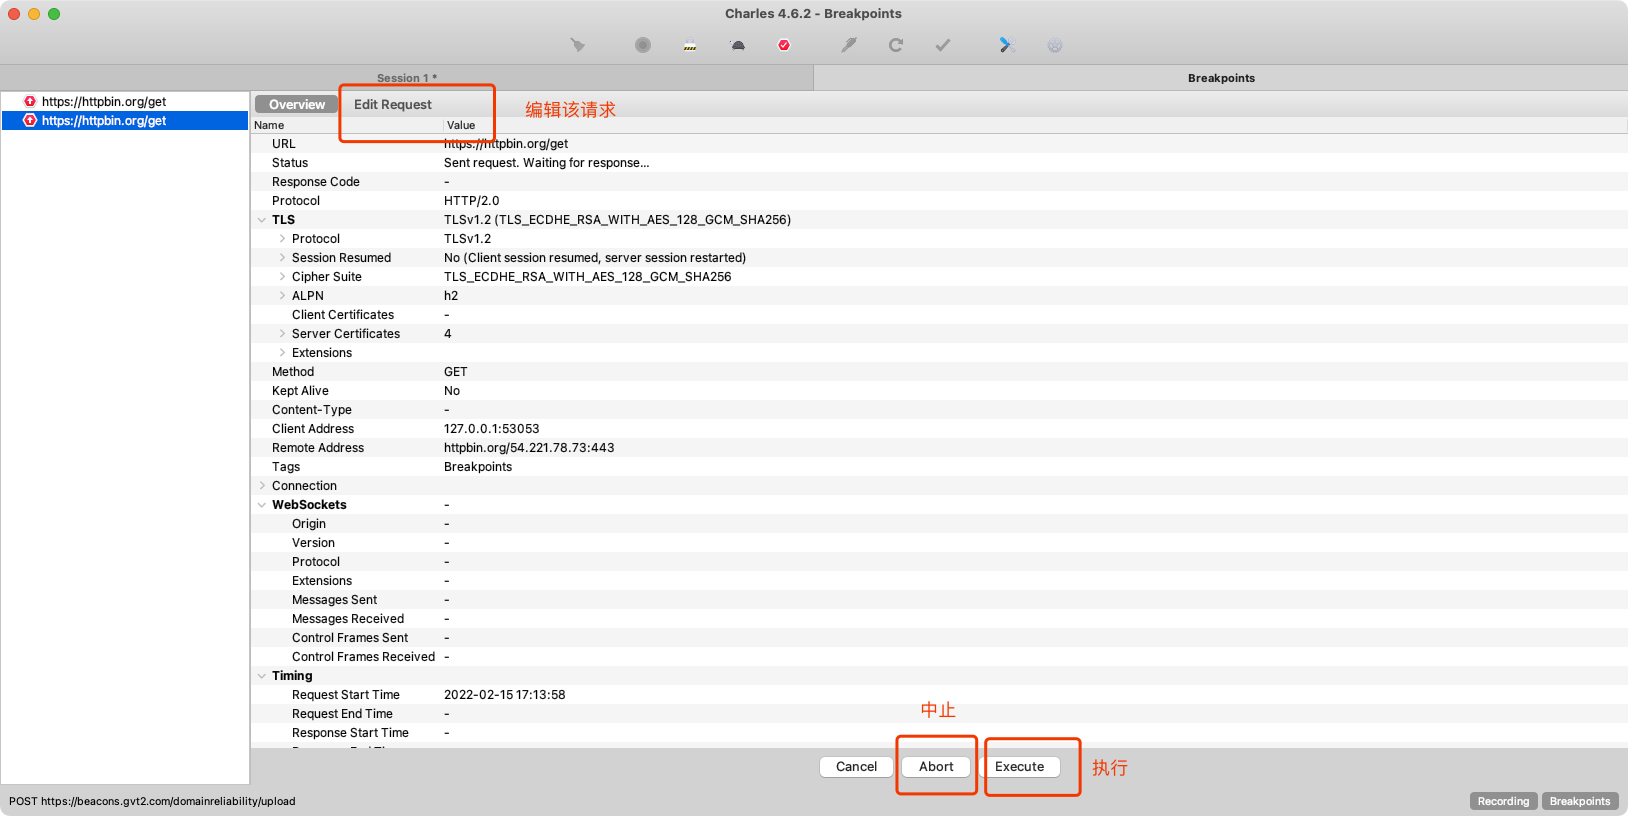 Charles 4.6.2 - Breakpoints
Session 1 *
Breakpoints
https://httpbin.org/get
https://httpbin.org/get
Overview
Edit Request
编辑该请求
Name Value
URL https://httpbin.org/get
Status Sent request. Waiting for response...
Response Code -
Protocol HTTP/2.0
TLS TLSv1.2 (TLS_ECDHE_RSA_WITH_AES_128_GCM_SHA256)
Protocol TLSv1.2
Session Resumed No (Client session resumed, server session restarted)
Cipher Suite TLS_ECDHE_RSA_WITH_AES_128_GCM_SHA256
ALPN h2
Client Certificates -
Server Certificates 4
Extensions
Method GET
Kept Alive No
Content-Type -
Client Address 127.0.0.1:53053
Remote Address httpbin.org/54.221.78.73:443
Tags Breakpoints
Connection
WebSockets -
Origin -
Version -
Protocol -
Extensions -
Messages Sent -
Messages Received -
Control Frames Sent -
Control Frames Received -
Timing
Request Start Time 2022-02-15 17:13:58
Request End Time -
Response Start Time -
中止
Cancel
Abort
Execute
执行
POST https://beacons.gvt2.com/domainreliability/upload
Recording
Breakpoints